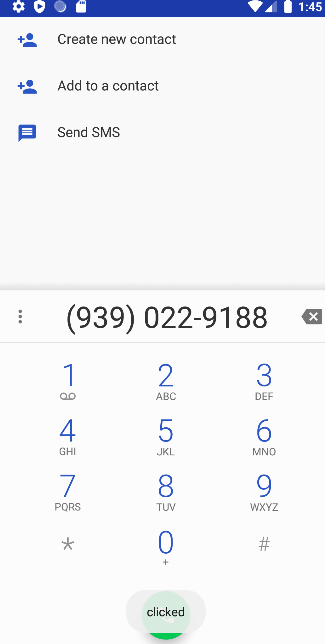 1:45
Create new contact
Add to a contact
Send SMS
(939) 022-9188
1 2 3
ABC DEF
4 5 6
GHI JKL MNO
7 8 9
PQRS TUV WXYZ
* 0 #
+
clicked